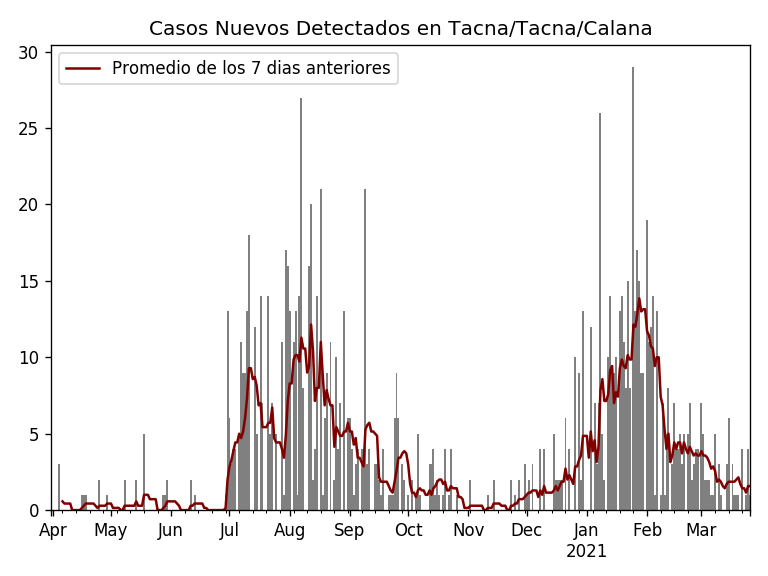 Casos Nuevos Detectados en Tacna/Tacna/Calana
Promedio de los 7 dias anteriores
30
25
20
15
10
5
0
Apr May Jun Jul Aug Sep Oct Nov Dec Jan Feb Mar
2021